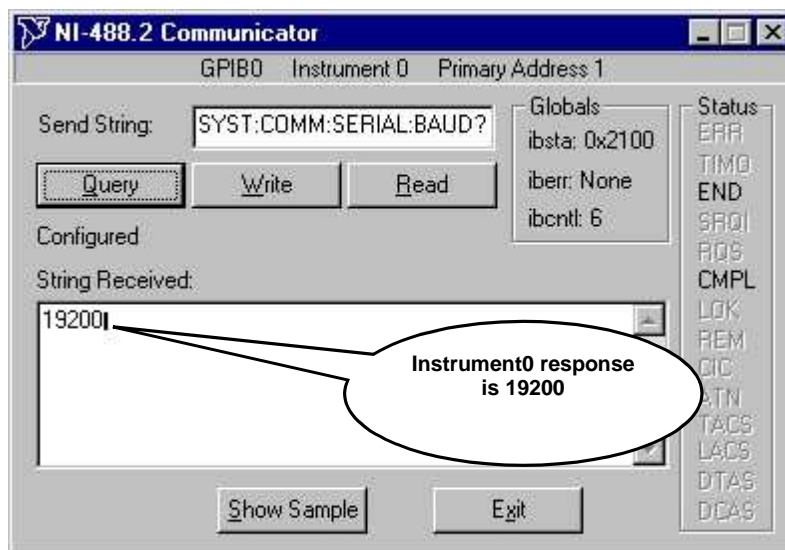 NI-488.2 Communicator
GPIB0 Instrument 0 Primary Address 1
Send String:
SYST:COMM:SERIAL:BAUD?
Query
Write
Read
Configured
String Received:
19200
Instrument0 response
is 19200
Show Sample
Exit
Globals
ibsta: 0x2100
iberr: None
ibcntl: 6
Status
ERR
TIMO
END
SRQI
RQS
CMPL
LOK
REM
CIC
ATN
TACS
LACS
DTAS
DCAS